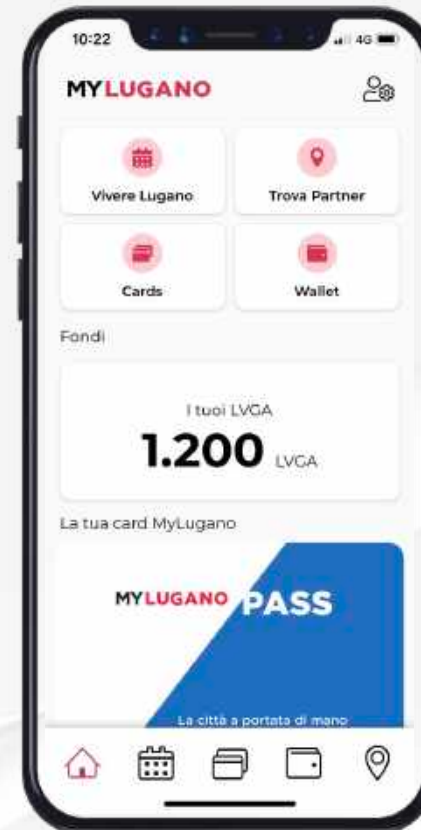 10:22 4G
MYLUGANO
Vivere Lugano Trova Partner
Cards Wallet
Fondi
I tuoi LVGA
1.200 LVGA
La tua card MyLugano
MYLUGANO PASS
La città a portata di mano